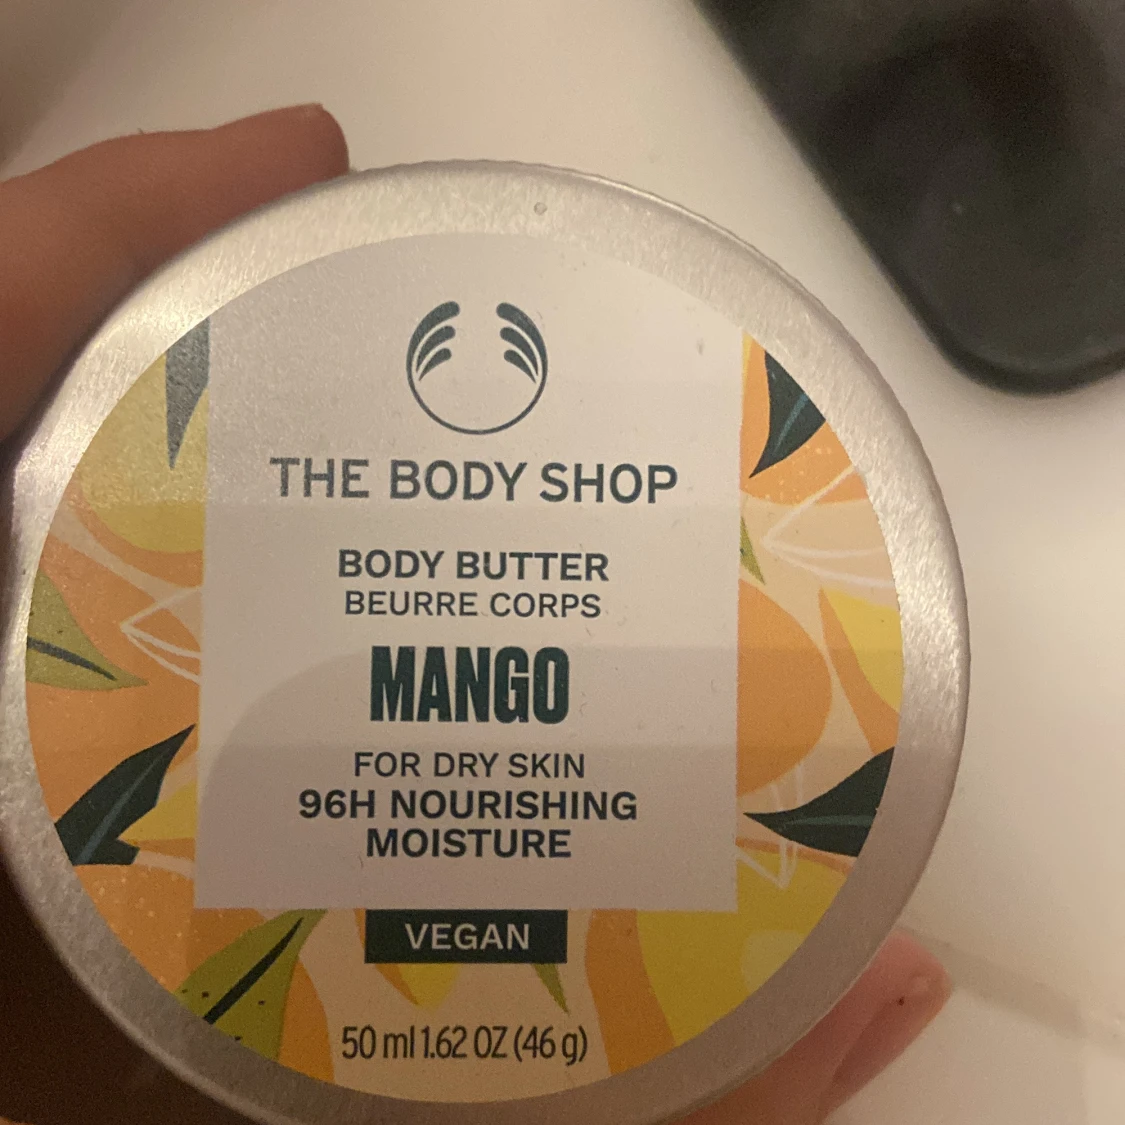 THE BODY SHOP
BODY BUTTER
BEURRE CORPS
MANGO
FOR DRY SKIN
96H NOURISHING
MOISTURE
VEGAN
50 ml 1.62 OZ (46 g)